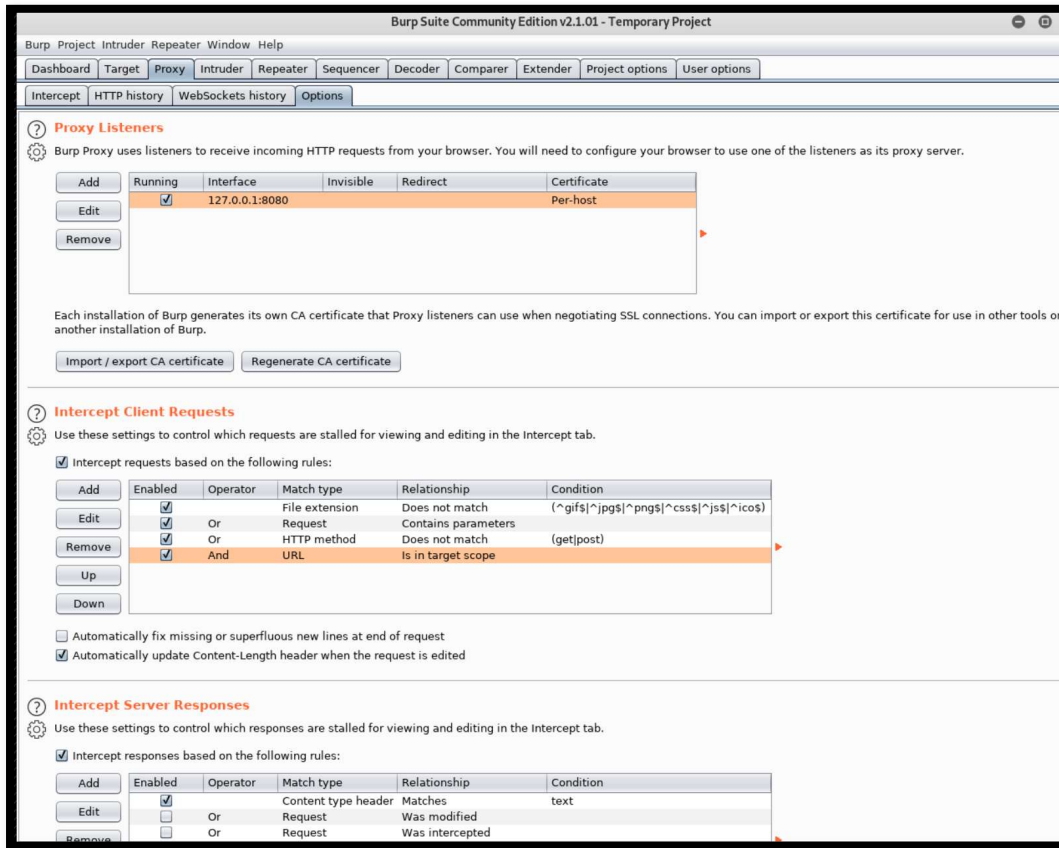 Burp Suite Community Edition v2.1.01 - Temporary Project
Burp Project Intruder Repeater Window Help
Dashboard Target Proxy Intruder Repeater Sequencer Decoder Comparer Extender Project options User options
Intercept HTTP history WebSockets history Options
Proxy Listeners
Burp Proxy uses listeners to receive incoming HTTP requests from your browser. You will need to configure your browser to use one of the listeners as its proxy server.
Add Running Interface Invisible Redirect Certificate
127.0.0.1:8080 Per-host
Edit
Remove
Each installation of Burp generates its own CA certificate that Proxy listeners can use when negotiating SSL connections. You can import or export this certificate for use in other tools or
another installation of Burp.
Import / export CA certificate Regenerate CA certificate
Intercept Client Requests
Use these settings to control which requests are stalled for viewing and editing in the Intercept tab.
Intercept requests based on the following rules:
Add Enabled Operator Match type Relationship Condition
File extension Does not match (^gif$|^jpg$|^png$|^css$|^js$|^ico$)
Edit Or Request Contains parameters
Or HTTP method Does not match (get|post)
Remove And URL Is in target scope
Up
Down
Automatically fix missing or superfluous new lines at end of request
Automatically update Content-Length header when the request is edited
Intercept Server Responses
Use these settings to control which responses are stalled for viewing and editing in the Intercept tab.
Intercept responses based on the following rules:
Add Enabled Operator Match type Relationship Condition
Content type header Matches text
Edit Or Request Was modified
Or Request Was intercepted
Remove